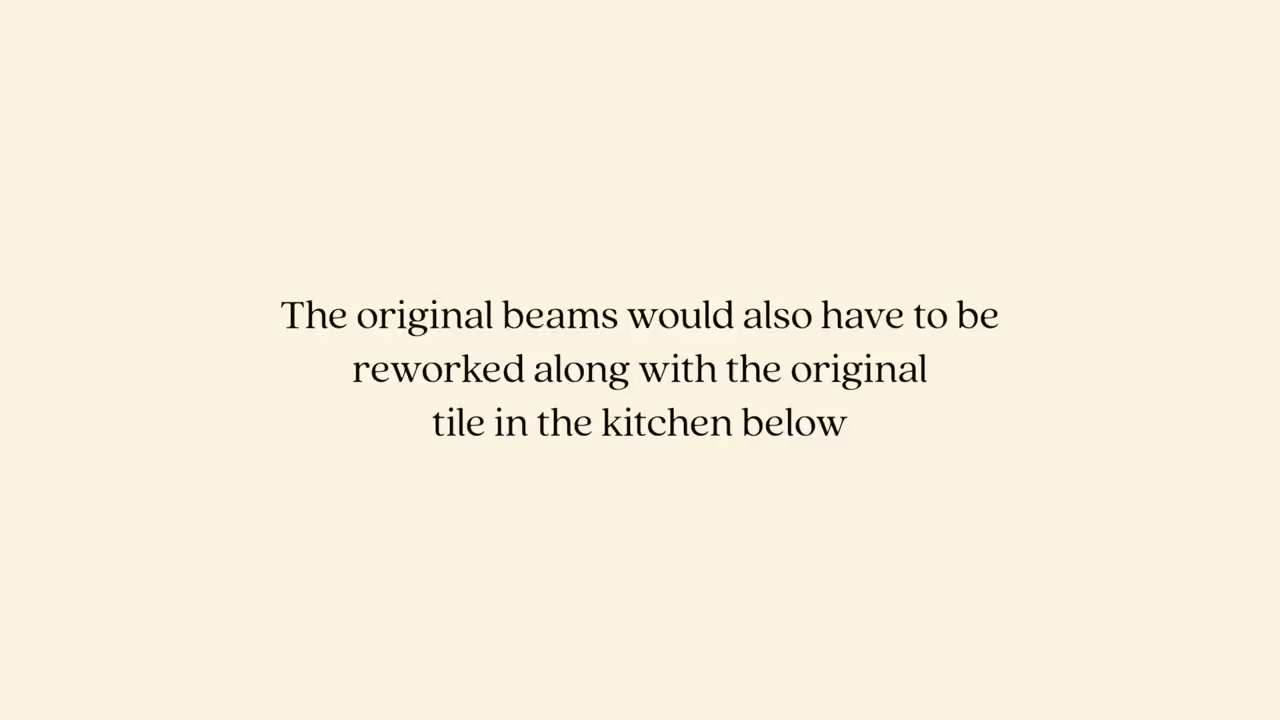 The original beams would also have to be
reworked along with the original
tile in the kitchen below